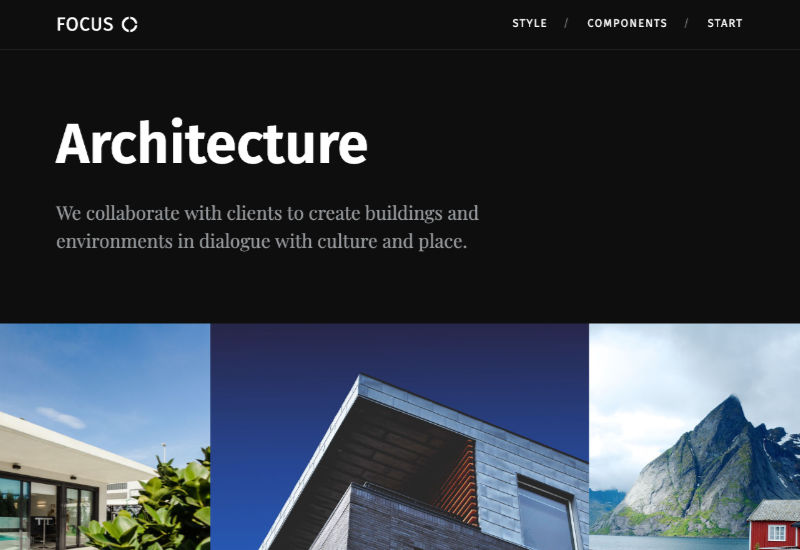 FOCUS
STYLE / COMPONENTS / START
Architecture
We collaborate with clients to create buildings and
environments in dialogue with culture and place.